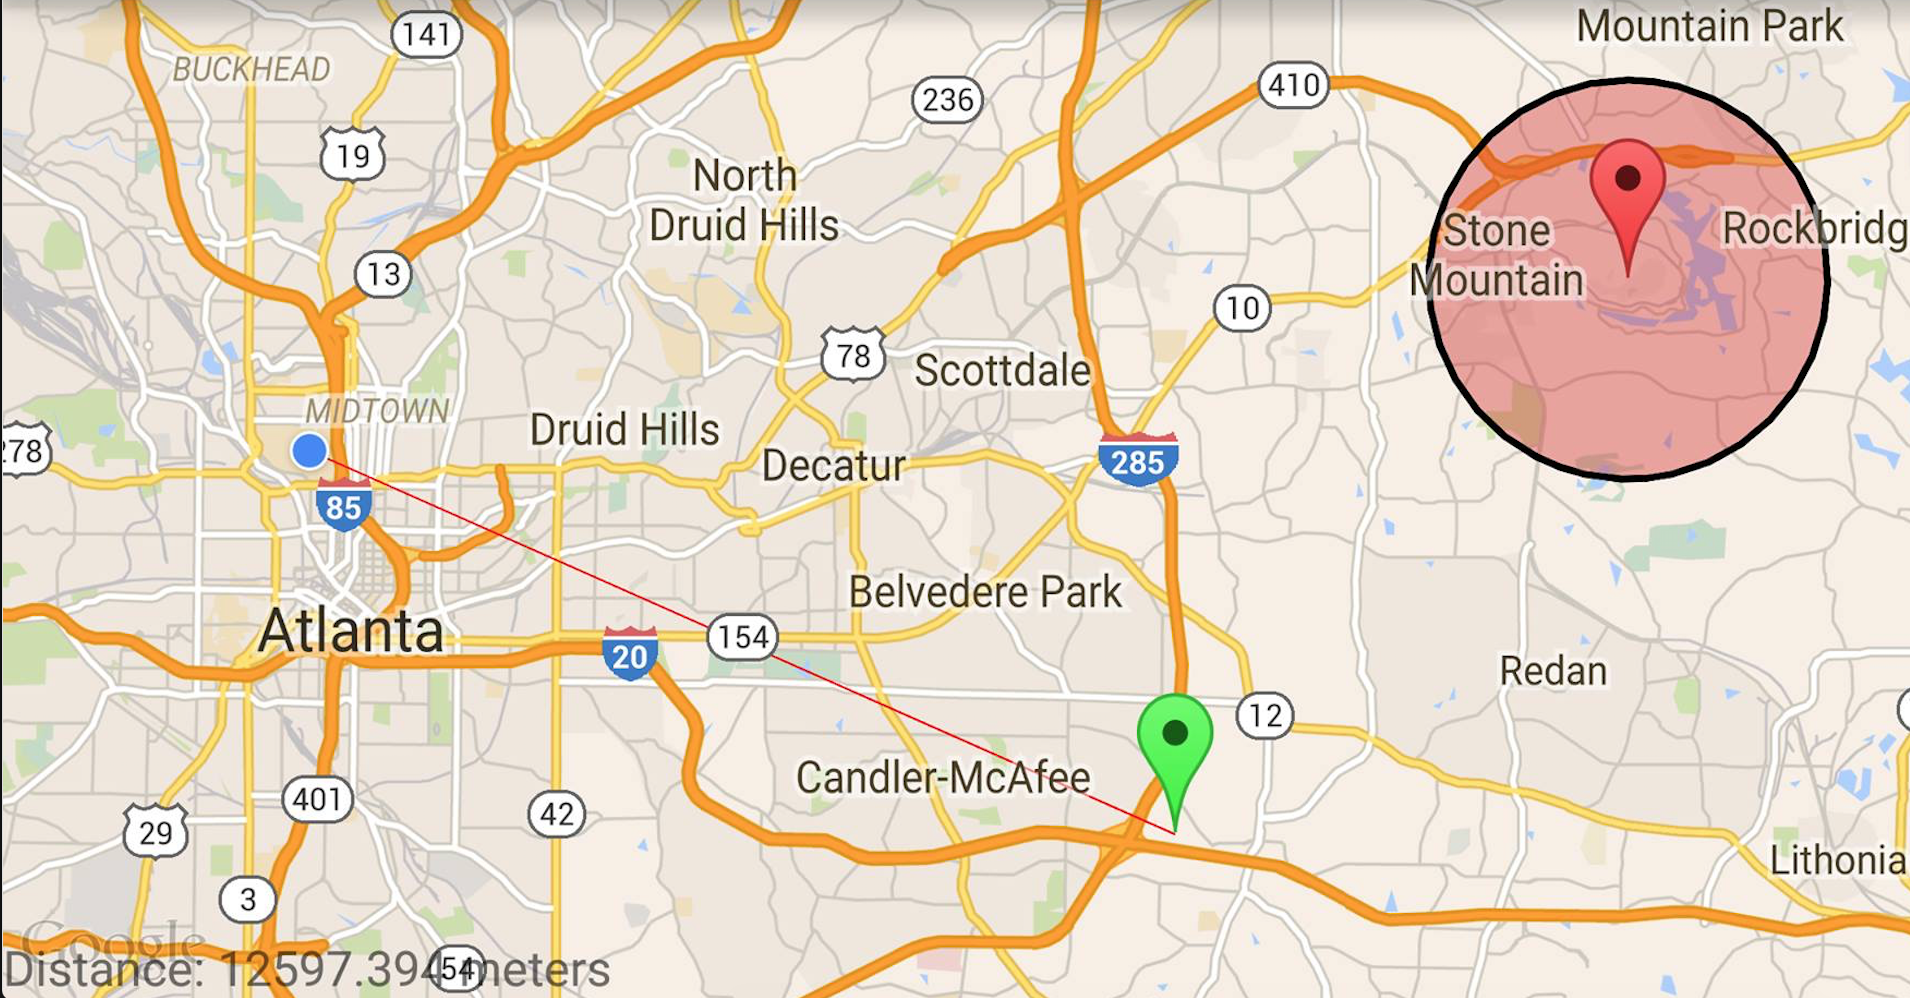 Mountain Park
141
BUCKHEAD
410
236
19
North
Druid Hills
Stone
Mountain
Rockbridg
13
10
78
Scottdale
MIDTOWN
Druid Hills
278
Decatur
285
85
Belvedere Park
Atlanta
154
20
Redan
12
Candler-McAfee
401
42
29
Lithonia
3
Google
54
Distance: 12597.394 meters